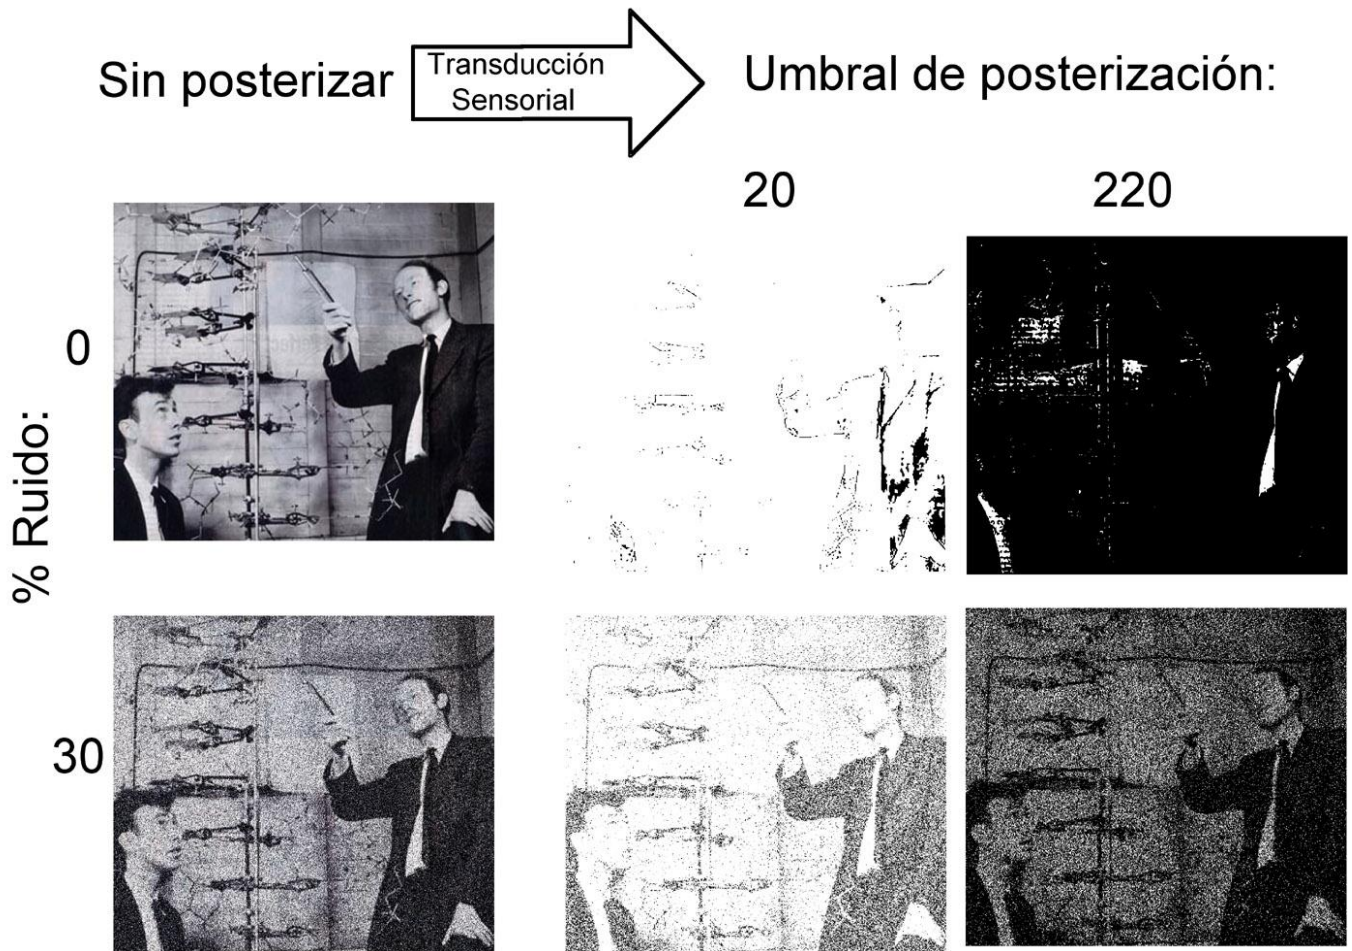 Sin posterizar
Transducción
Sensorial
Umbral de posterización:
20
220
% Ruido:
0
30